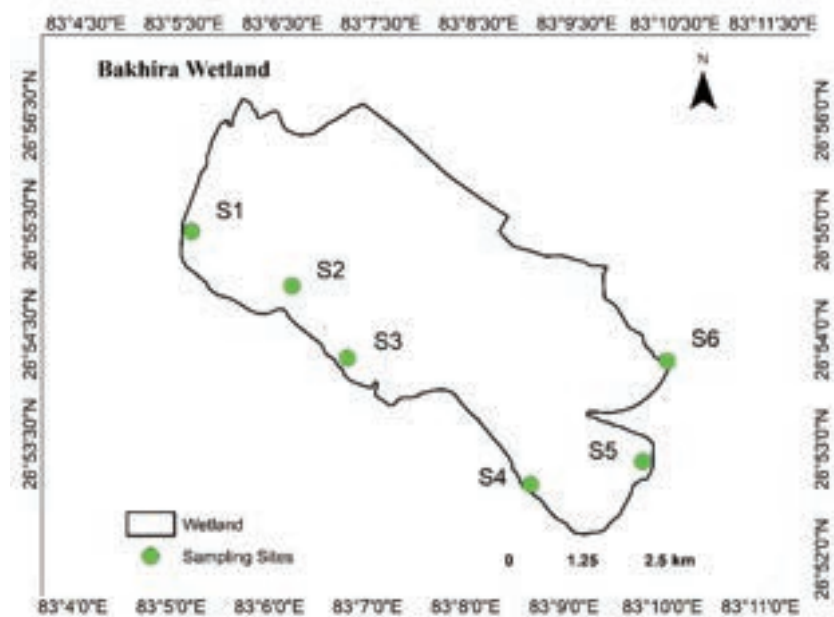 83°4'30"E 83°5'30"E 83°6'30"E 83°7'30"E 83°8'30"E 83°9'30"E 83°10'30"E 83°11'30"E
Bakhira Wetland
N
26°56'30"N
26°55'30"N
26°54'30"N
26°53'30"N
26°56'0"N
26°55'0"N
26°54'0"N
26°53'0"N
26°52'0"N
S1
S2
S3
S6
S5
S4
Wetland
Sampling Sites
0 1.25 2.5 km
83°4'0"E 83°5'0"E 83°6'0"E 83°7'0"E 83°8'0"E 83°9'0"E 83°10'0"E 83°11'0"E